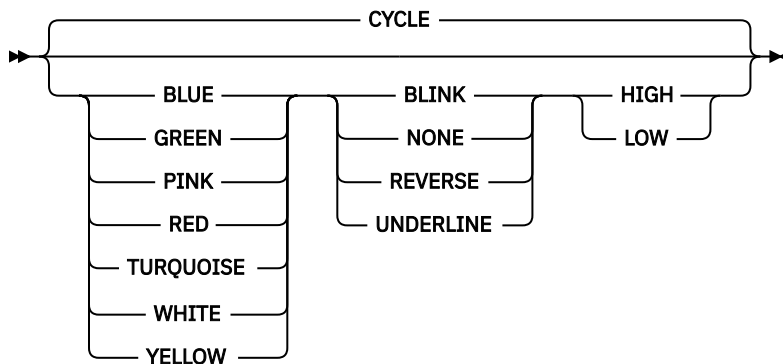 CYCLE
BLUE BLINK HIGH
GREEN NONE LOW
PINK REVERSE
RED UNDERLINE
TURQUOISE
WHITE
YELLOW